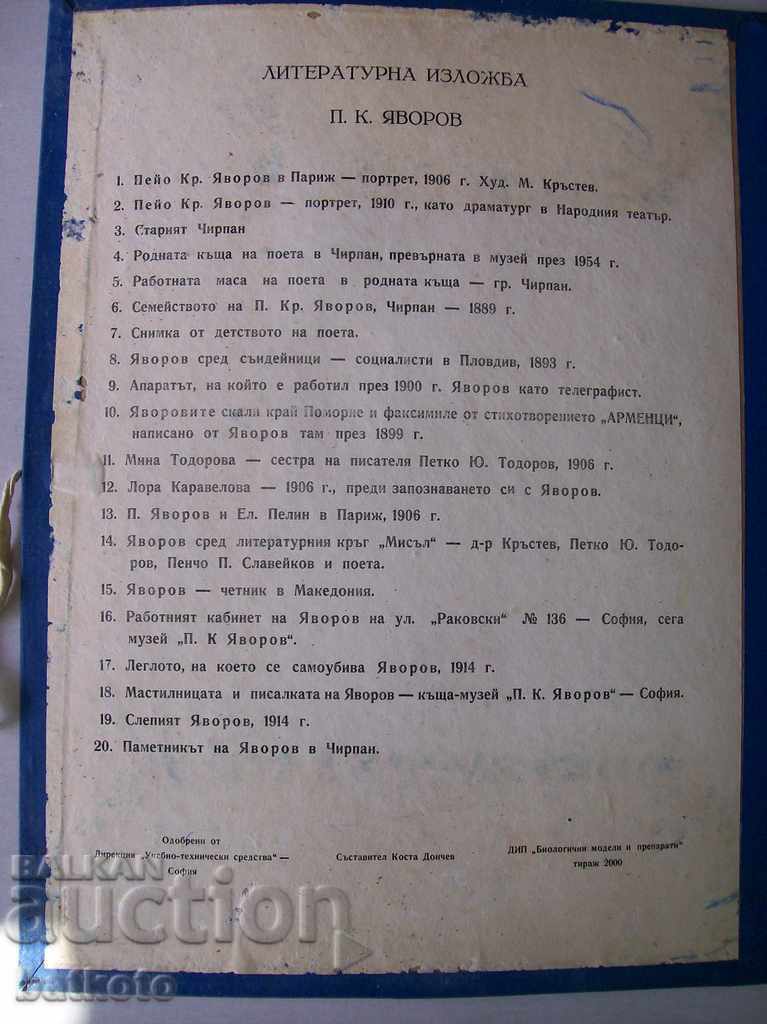 ЛИТЕРАТУРНА ИЗЛОЖБА
П. К. ЯВОРОВ
1. Пейо Кр. Яворов в Париж — портрет, 1906 г. Худ. М. Кръстев.
2. Пейо Кр. Яворов — портрет, 1910 г., като драматург в Народния театър.
3. Старият Чирпан
4. Родната къща на поета в Чирпан, превърната в музей през 1954 г.
5. Работната маса на поета в родната къща — гр. Чирпан.
6. Семейството на П. Кр. Яворов, Чирпан — 1889 г.
7. Снимка от детството на поета.
8. Яворов сред съидейници — социалисти в Пловдив, 1893 г.
9. Апаратът, на който е работил през 1900 г. Яворов като телеграфист.
10. Яворовите скали край Поморие и факсимиле от стихотворението „АРМЕНЦИ“,
написано от Яворов там през 1899 г.
11. Мина Тодорова — сестра на писателя Петко Ю. Тодоров, 1906 г.
12. Лора Каравелова — 1906 г., преди запознаването си с Яворов.
13. П. Яворов и Ел. Пелин в Париж, 1906 г.
14. Яворов сред литературния кръг „Мисъл“ — д-р Кръстев, Петко Ю. Тодо-
ров, Пенчо П. Славейков и поета.
15. Яворов — четник в Македония.
16. Работният кабинет на Яворов на ул. „Раковски“ № 136 — София, сега
музей „П. К Яворов“.
17. Леглото, на което се самоубива Яворов, 1914 г.
18. Мастилницата и писалката на Яворов — къща-музей „П. К. Яворов“ — София.
19. Слепият Яворов, 1914 г.
20. Паметникът на Яворов в Чирпан.
Одобрени от
Дирекция „Учебно-технически средства“ —
София
Съставител Коста Дончев
ДИП „Биологични модели и препарати“
тираж 2000
BALKAN
auction
batkoto